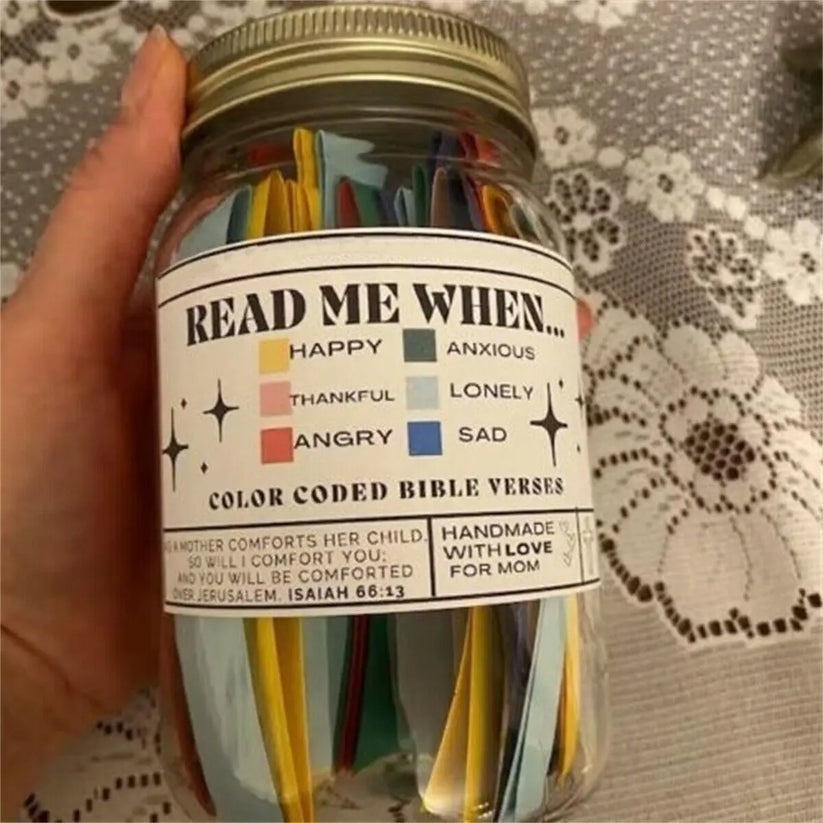 READ ME WHEN...
HAPPY ANXIOUS
THANKFUL LONELY
ANGRY SAD
COLOR CODED BIBLE VERSES
A MOTHER COMFORTS HER CHILD,
SO WILL I COMFORT YOU;
AND YOU WILL BE COMFORTED
OVER JERUSALEM. ISAIAH 66:13
HANDMADE
WITH LOVE
FOR MOM